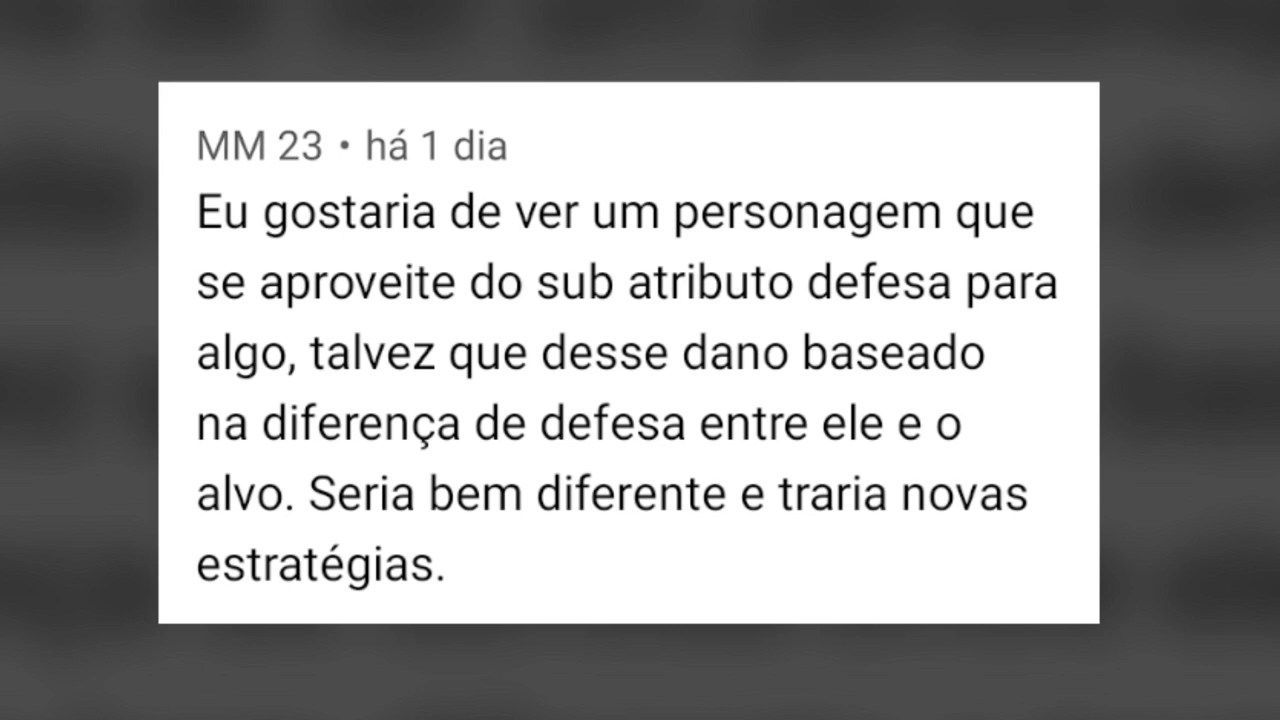 MM 23 • há 1 dia
Eu gostaria de ver um personagem que
se aproveite do sub atributo defesa para
algo, talvez que desse dano baseado
na diferença de defesa entre ele e o
alvo. Seria bem diferente e traria novas
estratégias.